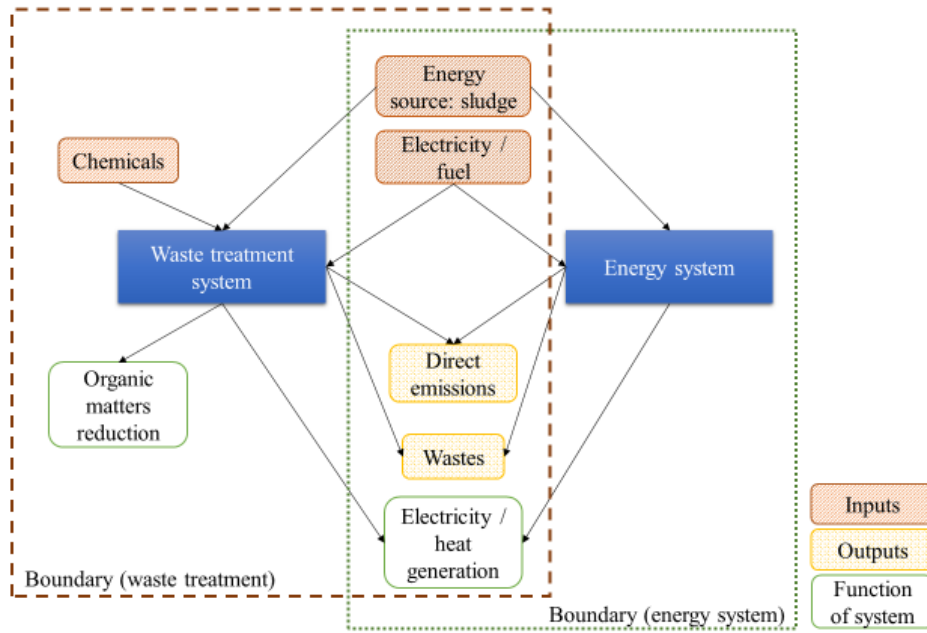 Energy
source: sludge
Chemicals
Electricity /
fuel
Waste treatment
system
Energy system
Organic
matters
reduction
Direct
emissions
Wastes
Electricity /
heat
generation
Boundary (waste treatment)
Boundary (energy system)
Inputs
Outputs
Function
of system